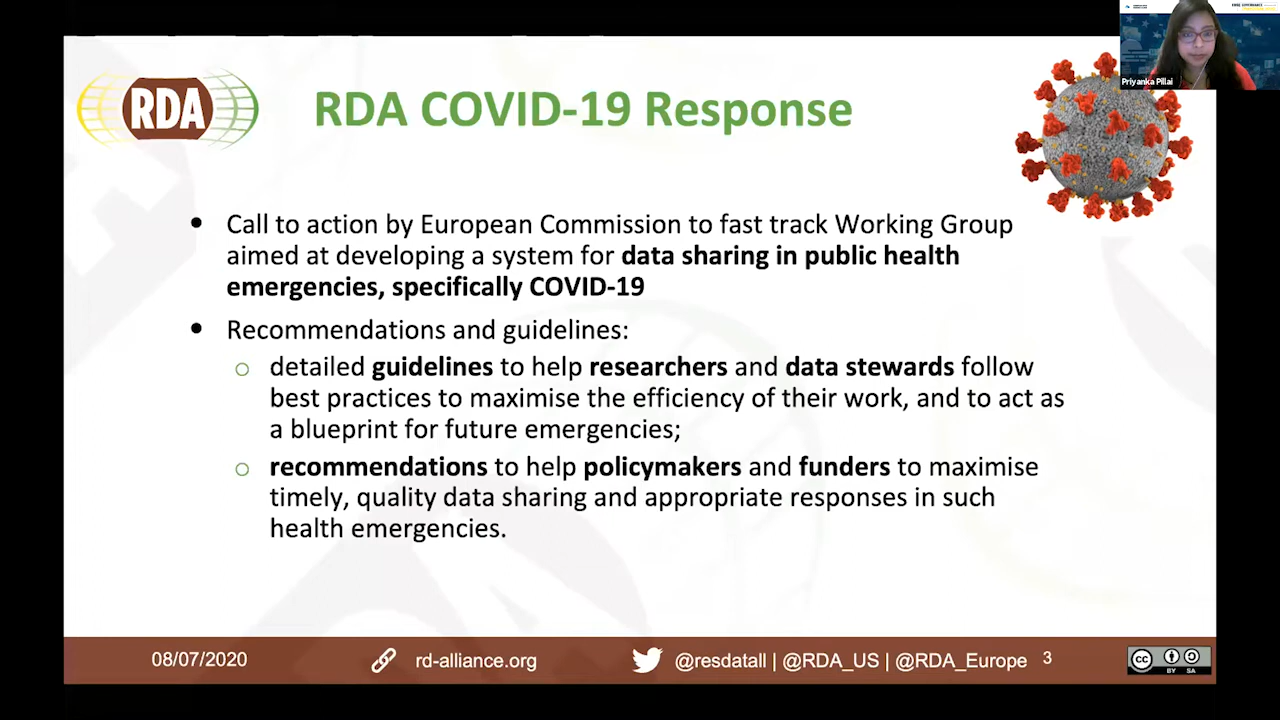 Priyanka Pillai
RDA
RDA COVID-19 Response
• Call to action by European Commission to fast track Working Group
aimed at developing a system for data sharing in public health
emergencies, specifically COVID-19
• Recommendations and guidelines:
o detailed guidelines to help researchers and data stewards follow
best practices to maximise the efficiency of their work, and to act as
a blueprint for future emergencies;
o recommendations to help policymakers and funders to maximise
timely, quality data sharing and appropriate responses in such
health emergencies.
08/07/2020 rd-alliance.org @resdatall | @RDA_US | @RDA_Europe 3
cc BY SA